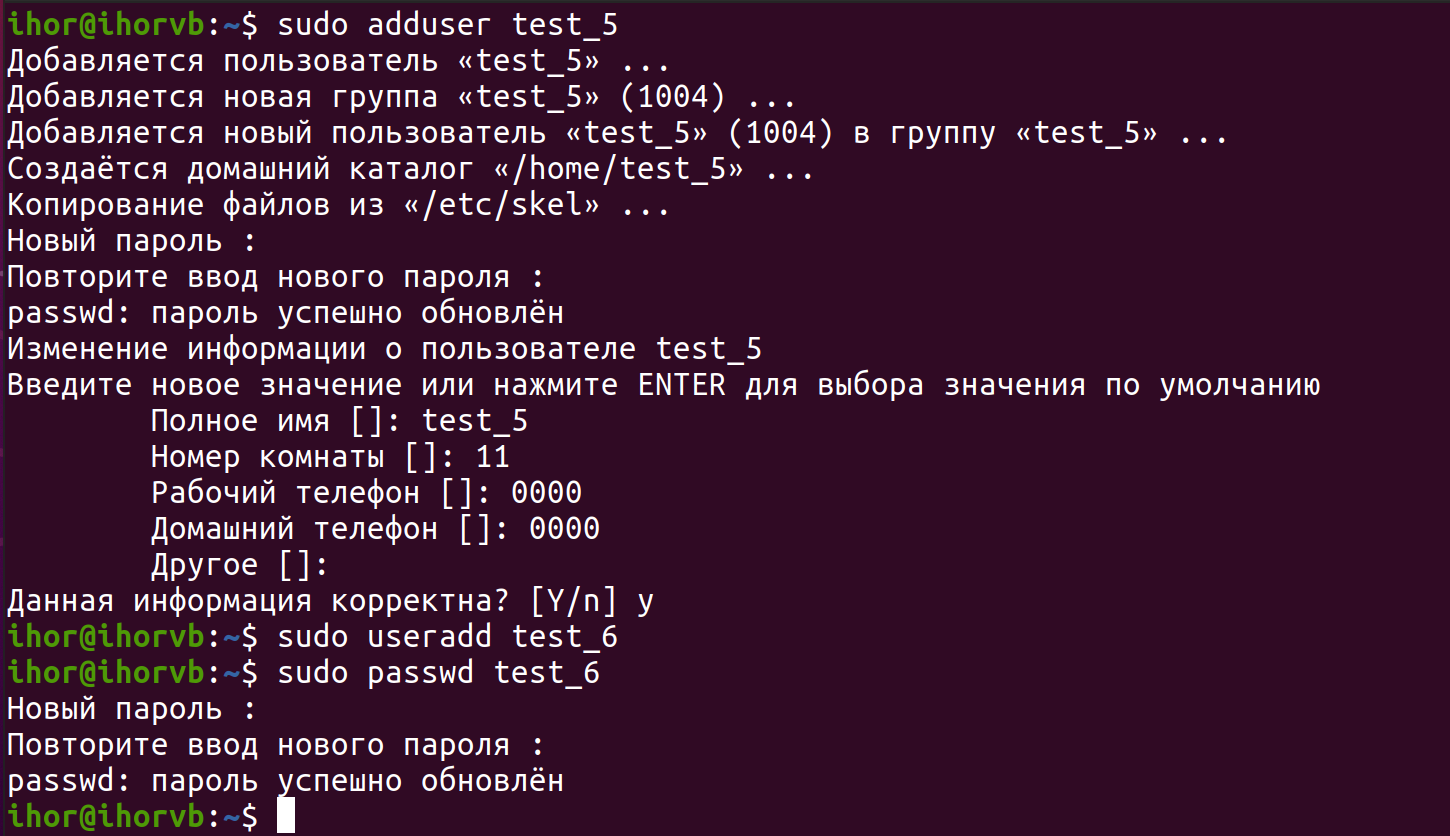 ihor@ihorvb:~$ sudo adduser test_5
Добавляется пользователь «test_5» ...
Добавляется новая группа «test_5» (1004) ...
Добавляется новый пользователь «test_5» (1004) в группу «test_5» ...
Создаётся домашний каталог «/home/test_5» ...
Копирование файлов из «/etc/skel» ...
Новый пароль :
Повторите ввод нового пароля :
passwd: пароль успешно обновлён
Изменение информации о пользователе test_5
Введите новое значение или нажмите ENTER для выбора значения по умолчанию
        Полное имя []: test_5
        Номер комнаты []: 11
        Рабочий телефон []: 0000
        Домашний телефон []: 0000
        Другое []:
Данная информация корректна? [Y/n] y
ihor@ihorvb:~$ sudo useradd test_6
ihor@ihorvb:~$ sudo passwd test_6
Новый пароль :
Повторите ввод нового пароля :
passwd: пароль успешно обновлён
ihor@ihorvb:~$